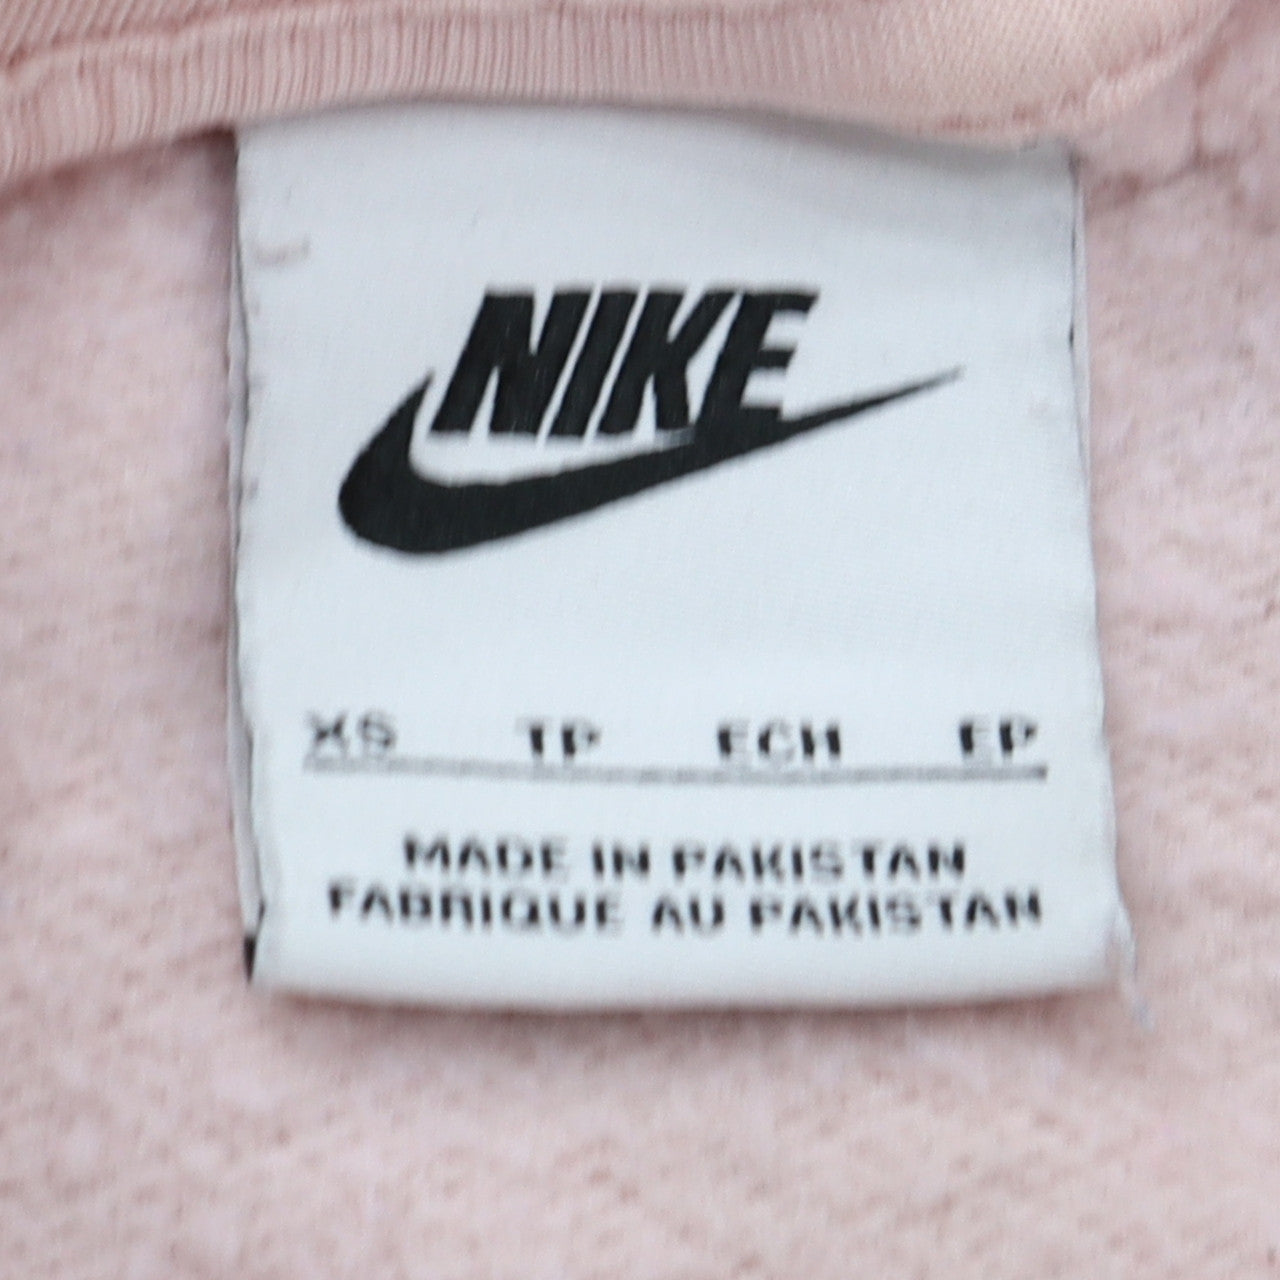 NIKE
XS TP ECH EP
MADE IN PAKISTAN
FABRIQUE AU PAKISTAN